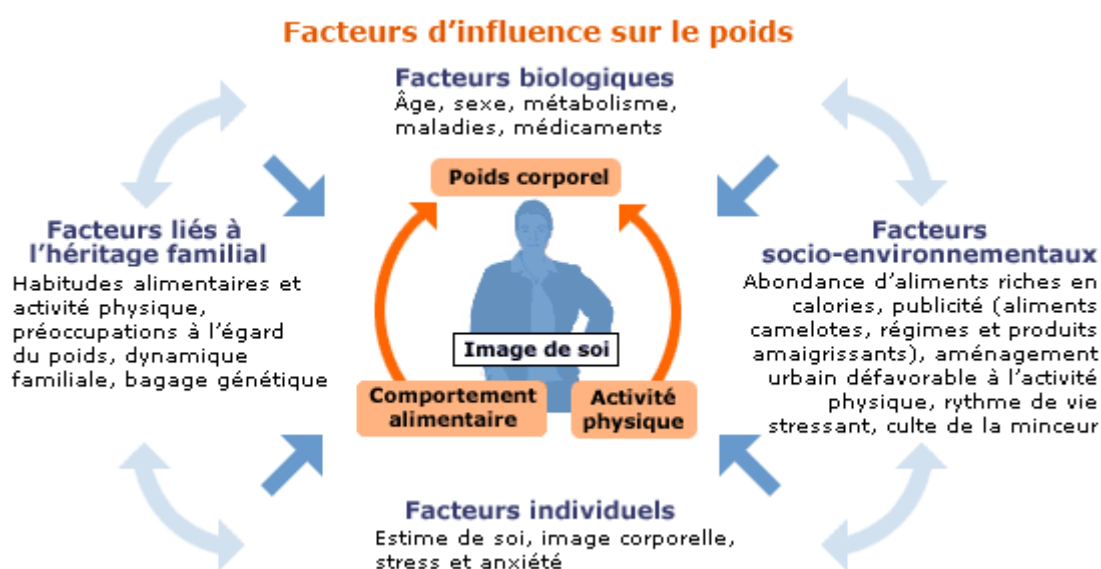 Facteurs d’influence sur le poids
Facteurs biologiques
Âge, sexe, métabolisme,
maladies, médicaments
Poids corporel
Facteurs liés à
l’héritage familial
Habitudes alimentaires et
activité physique,
préoccupations à l’égard
du poids, dynamique
familiale, bagage génétique
Image de soi
Comportement
alimentaire
Activité
physique
Facteurs
socio-environnementaux
Abondance d’aliments riches en
calories, publicité (aliments
camelotes, régimes et produits
amaigrissants), aménagement
urbain défavorable à l’activité
physique, rythme de vie
stressant, culte de la minceur
Facteurs individuels
Estime de soi, image corporelle,
stress et anxiété